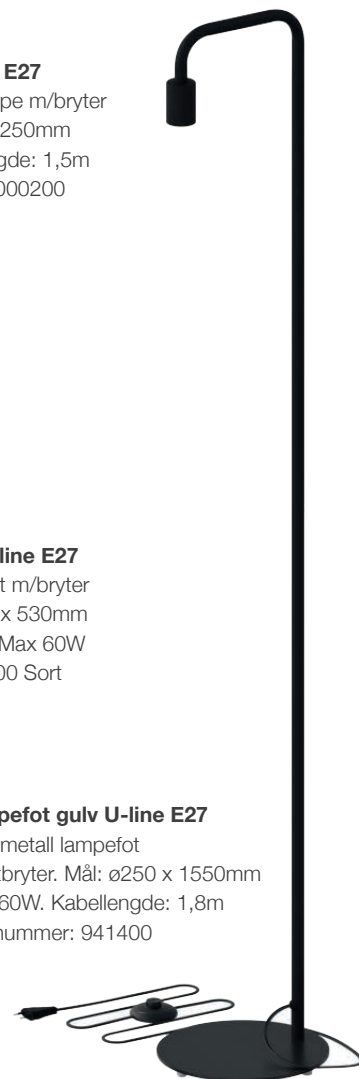 E27
pe m/bryter
250mm
gde: 1,5m
000200
line E27
t m/bryter
x 530mm
Max 60W
00 Sort
pefot gulv U-line E27
metall lampefot
tbryter. Mål: ø250 x 1550mm
60W. Kabellengde: 1,8m
nummer: 941400